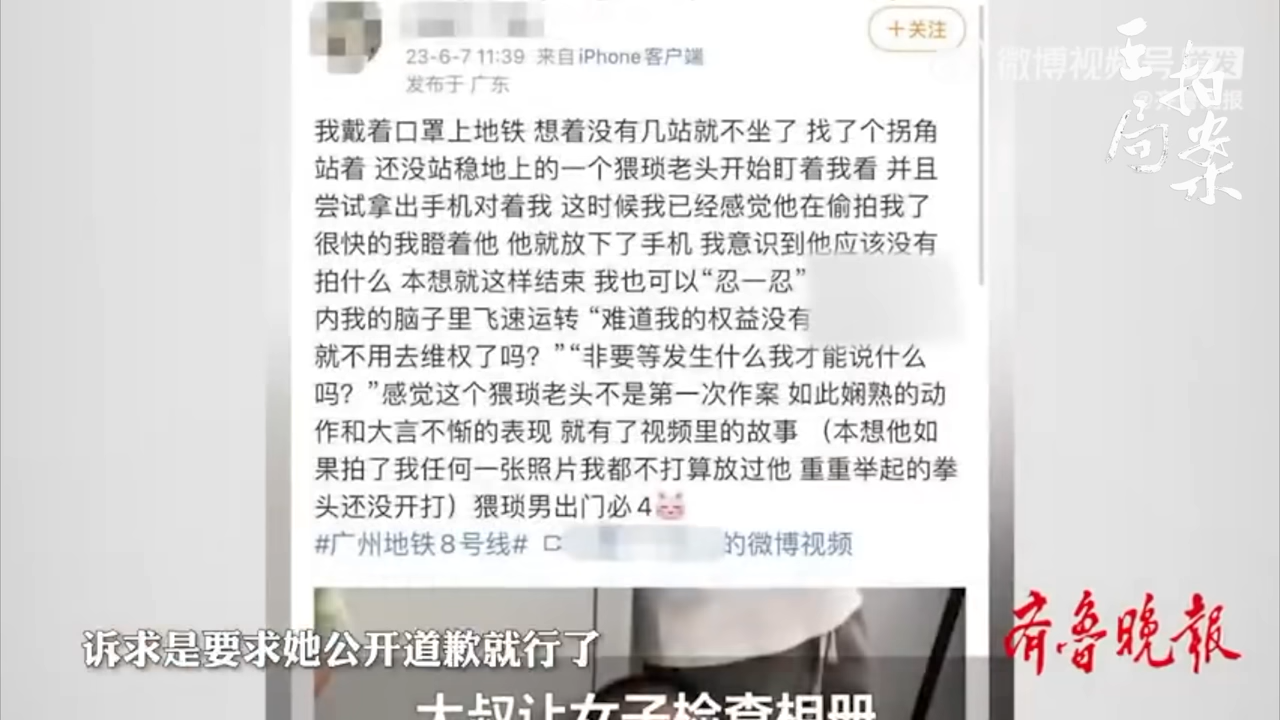 +关注
23-6-7 11:39 来自iPhone客户端
发布于 广东
微博视频号
王局拍案
我戴着口罩上地铁 想着没有几站就不坐了 找了个拐角
站着 还没站稳地上的一个猥琐老头开始盯着我看 并且
尝试拿出手机对着我 这时候我已经感觉他在偷拍我了
很快的我瞪着他 他就放下了手机 我意识到他应该没有
拍什么 本想就这样结束 我也可以“忍一忍”
内我的脑子里飞速运转 “难道我的权益没有
就不用去维权了吗？”“非要等发生什么我才能说什么
吗？”感觉这个猥琐老头不是第一次作案 如此娴熟的动
作和大言不惭的表现 就有了视频里的故事 （本想他如
果拍了我任何一张照片我都不打算放过他 重重举起的拳
头还没开打）猥琐男出门必4
#广州地铁8号线#
的微博视频
诉求是要求她公开道歉就行了
齐鲁晚报
大叔让女子检查相册